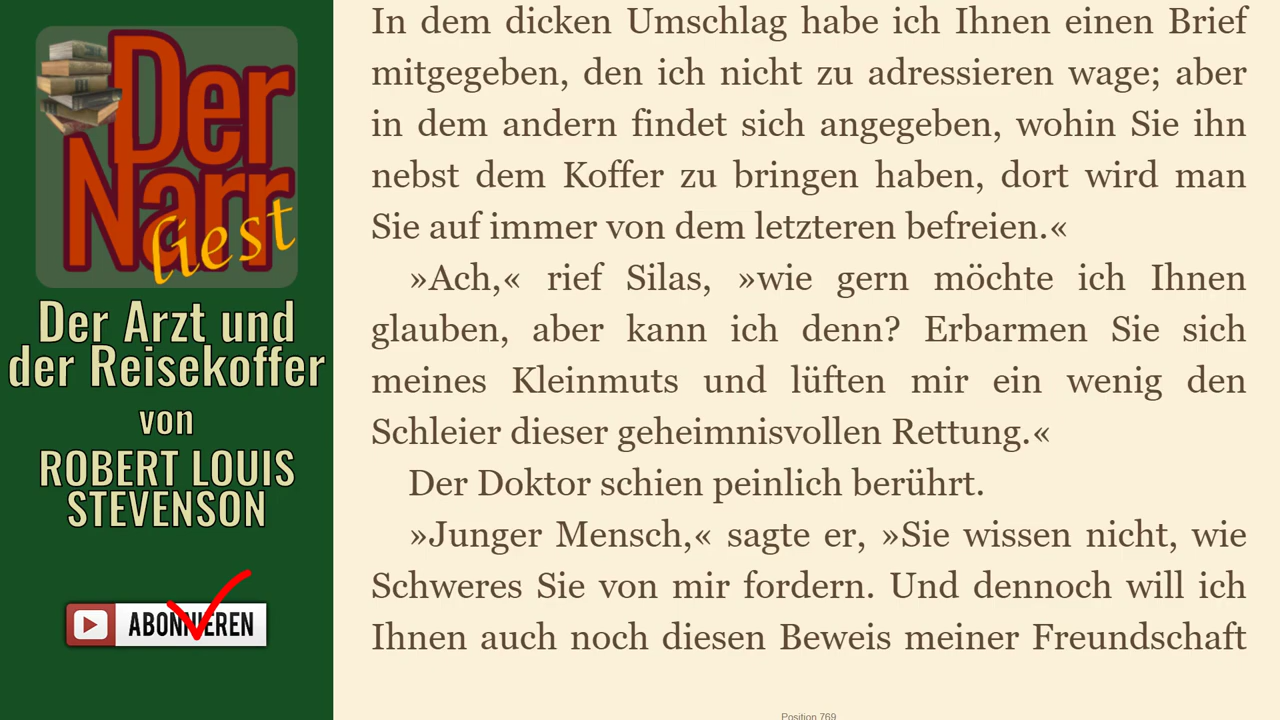 Der
Narr
liest
Der Arzt und
der Reisekoffer
von
ROBERT LOUIS
STEVENSON
ABONNIEREN
In dem dicken Umschlag habe ich Ihnen einen Brief
mitgegeben, den ich nicht zu adressieren wage; aber
in dem andern findet sich angegeben, wohin Sie ihn
nebst dem Koffer zu bringen haben, dort wird man
Sie auf immer von dem letzteren befreien.«
»Ach,« rief Silas, »wie gern möchte ich Ihnen
glauben, aber kann ich denn? Erbarmen Sie sich
meines Kleinmuts und lüften mir ein wenig den
Schleier dieser geheimnisvollen Rettung.«
Der Doktor schien peinlich berührt.
»Junger Mensch,« sagte er, »Sie wissen nicht, wie
Schweres Sie von mir fordern. Und dennoch will ich
Ihnen auch noch diesen Beweis meiner Freundschaft
Position 769